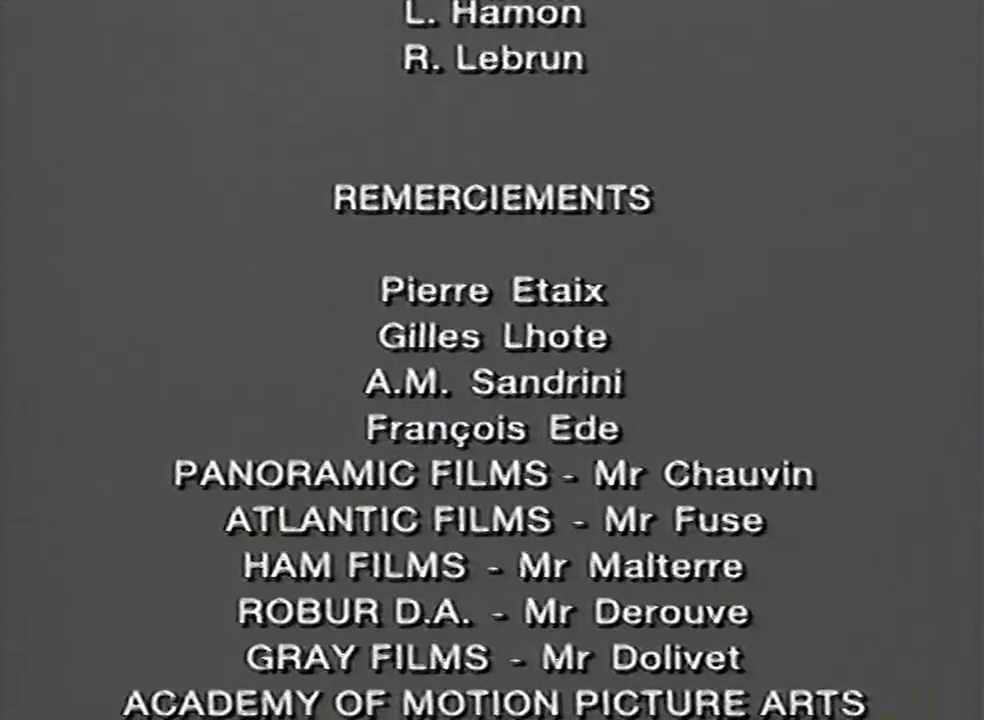 L. Hamon
R. Lebrun
REMERCIEMENTS
Pierre Etaix
Gilles Lhote
A.M. Sandrini
François Ede
PANORAMIC FILMS - Mr Chauvin
ATLANTIC FILMS - Mr Fuse
HAM FILMS - Mr Malterre
ROBUR D.A. - Mr Derouve
GRAY FILMS - Mr Dolivet
ACADEMY OF MOTION PICTURE ARTS